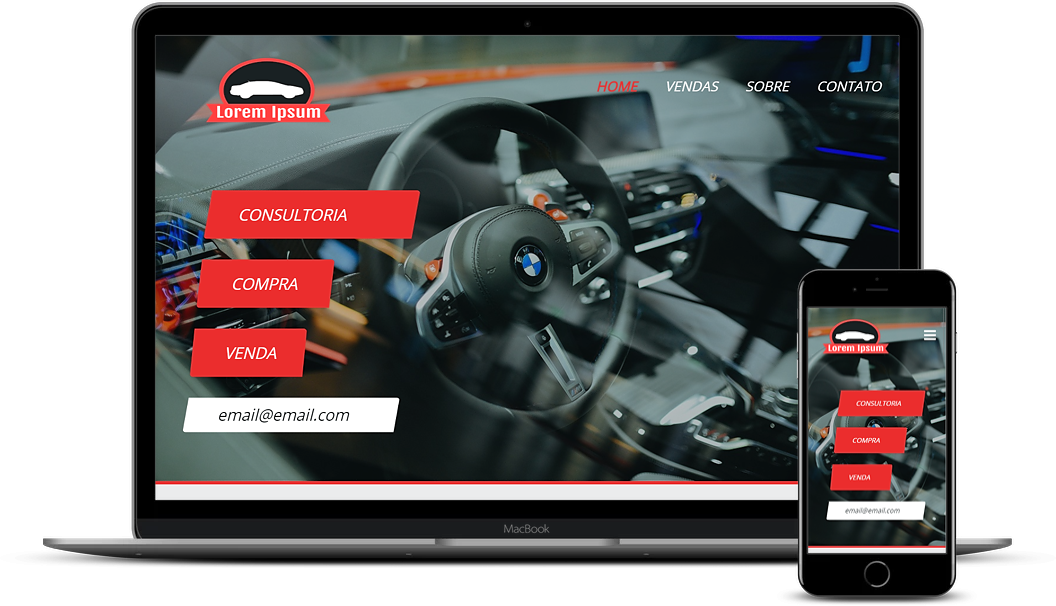 Lorem Ipsum
HOME VENDAS SOBRE CONTATO
CONSULTORIA
COMPRA
VENDA
email@email.com
MacBook
Lorem Ipsum
CONSULTORIA
COMPRA
VENDA
email@email.com